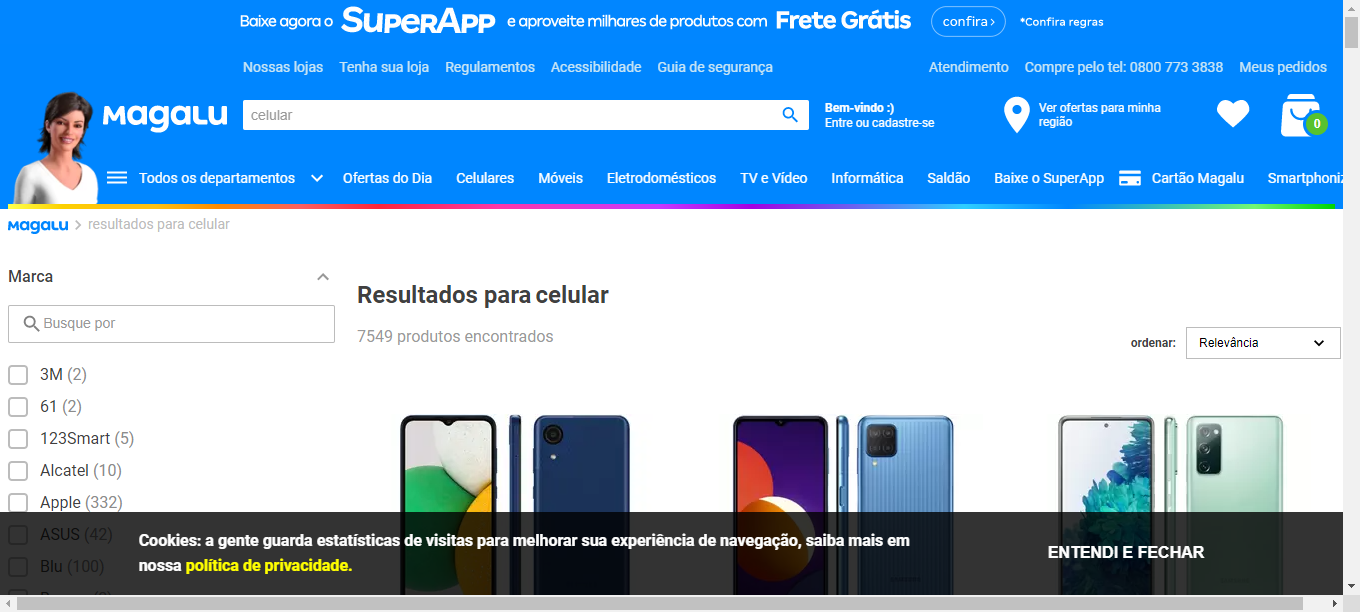 Baixe agora o SUPERAPP e aproveite milhares de produtos com Frete Grátis confira › *Confira regras
Nossas lojas Tenha sua loja Regulamentos Acessibilidade Guia de segurança Atendimento Compre pelo tel: 0800 773 3838 Meus pedidos
Magalu celular Bem-vindo :) Ver ofertas para minha
Entre ou cadastre-se região 0
Todos os departamentos Ofertas do Dia Celulares Móveis Eletrodomésticos TV e Vídeo Informática Saldão Baixe o SuperApp Cartão Magalu Smartphoniz
Magalu resultados para celular
Marca
Resultados para celular
Busque por
7549 produtos encontrados
ordenar: Relevância
3M (2)
61 (2)
123Smart (5)
Alcatel (10)
Apple (332)
ASUS (42)
Blu (100)
Cookies: a gente guarda estatísticas de visitas para melhorar sua experiência de navegação, saiba mais em
nossa política de privacidade.
ENTENDI E FECHAR